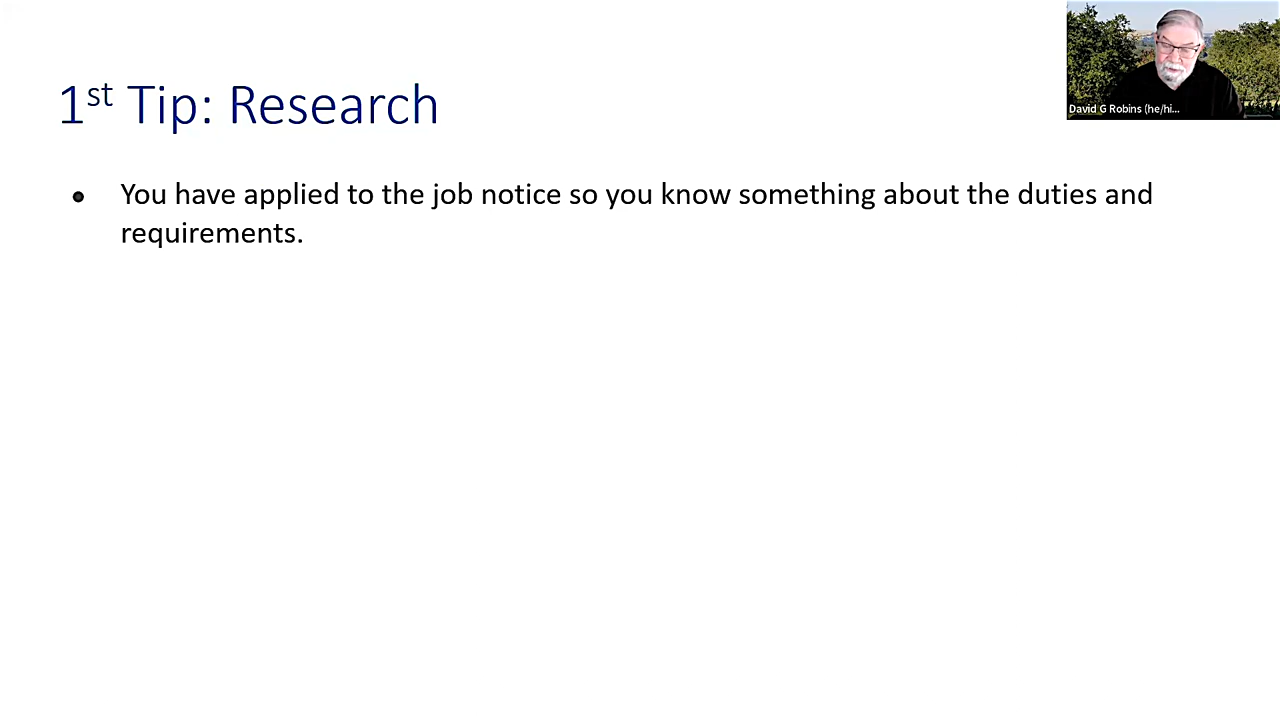 David G Robins (he/hi...
1st Tip: Research
• You have applied to the job notice so you know something about the duties and
requirements.